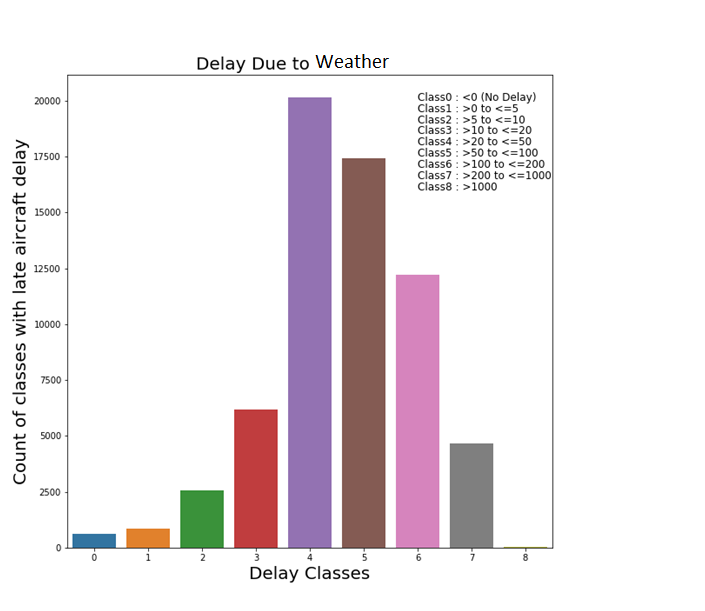 Delay Due to Weather
Class0 : <0 (No Delay)
Class1 : >0 to <=5
Class2 : >5 to <=10
Class3 : >10 to <=20
Class4 : >20 to <=50
Class5 : >50 to <=100
Class6 : >100 to <=200
Class7 : >200 to <=1000
Class8 : >1000
Count of classes with late aircraft delay
20000
17500
15000
12500
10000
7500
5000
2500
0
0 1 2 3 4 5 6 7 8
Delay Classes